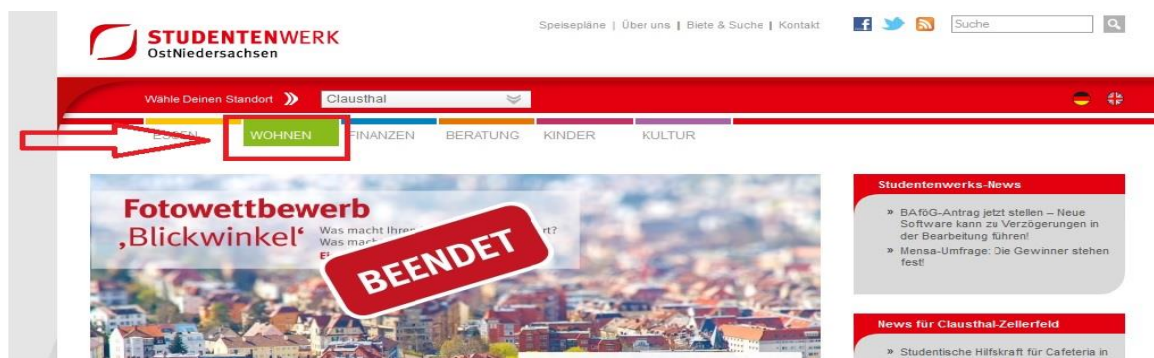 Speisepläne | Über uns | Biete & Suche | Kontakt
Suche
STUDENTENWERK
OstNiedersachsen
Wähle Deinen Standort
Clausthal
ESSEN WOHNEN FINANZEN BERATUNG KINDER KULTUR
Fotowettbewerb
‚Blickwinkel‘
Was macht Ihren
Was mac
BEENDET
Studentenwerks-News
» BAföG-Antrag jetzt stellen – Neue
Software kann zu Verzögerungen in
der Bearbeitung führen!
» Mensa-Umfrage: Die Gewinner stehen
fest!
News für Clausthal-Zellerfeld
» Studentische Hilfskraft für Cafeteria in